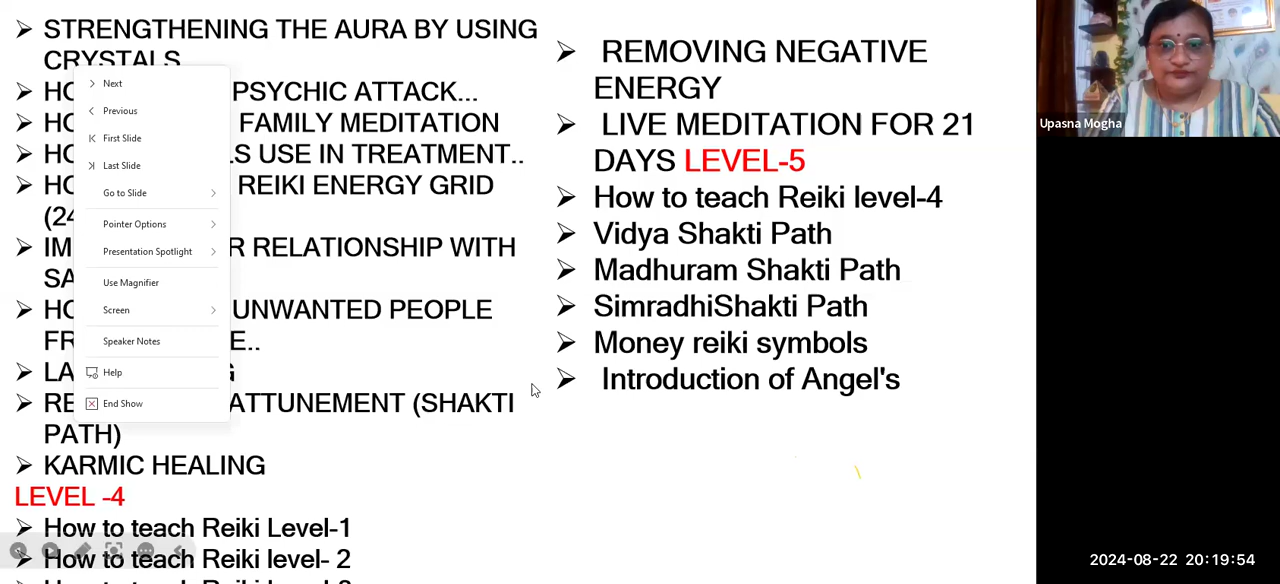 STRENGTHENING THE AURA BY USING
CRYSTALS
PSYCHIC ATTACK...
FAMILY MEDITATION
USE IN TREATMENT..
REIKI ENERGY GRID
RELATIONSHIP WITH
UNWANTED PEOPLE
ATTUNEMENT (SHAKTI
PATH)
KARMIC HEALING
LEVEL -4
How to teach Reiki Level-1
How to teach Reiki level- 2
REMOVING NEGATIVE
ENERGY
LIVE MEDITATION FOR 21
DAYS LEVEL-5
How to teach Reiki level-4
Vidya Shakti Path
Madhuram Shakti Path
SimradhiShakti Path
Money reiki symbols
Introduction of Angel's
Next
Previous
First Slide
Last Slide
Go to Slide
Pointer Options
Presentation Spotlight
Use Magnifier
Screen
Speaker Notes
Help
End Show
Upasna Mogha
2024-08-22 20:19:54